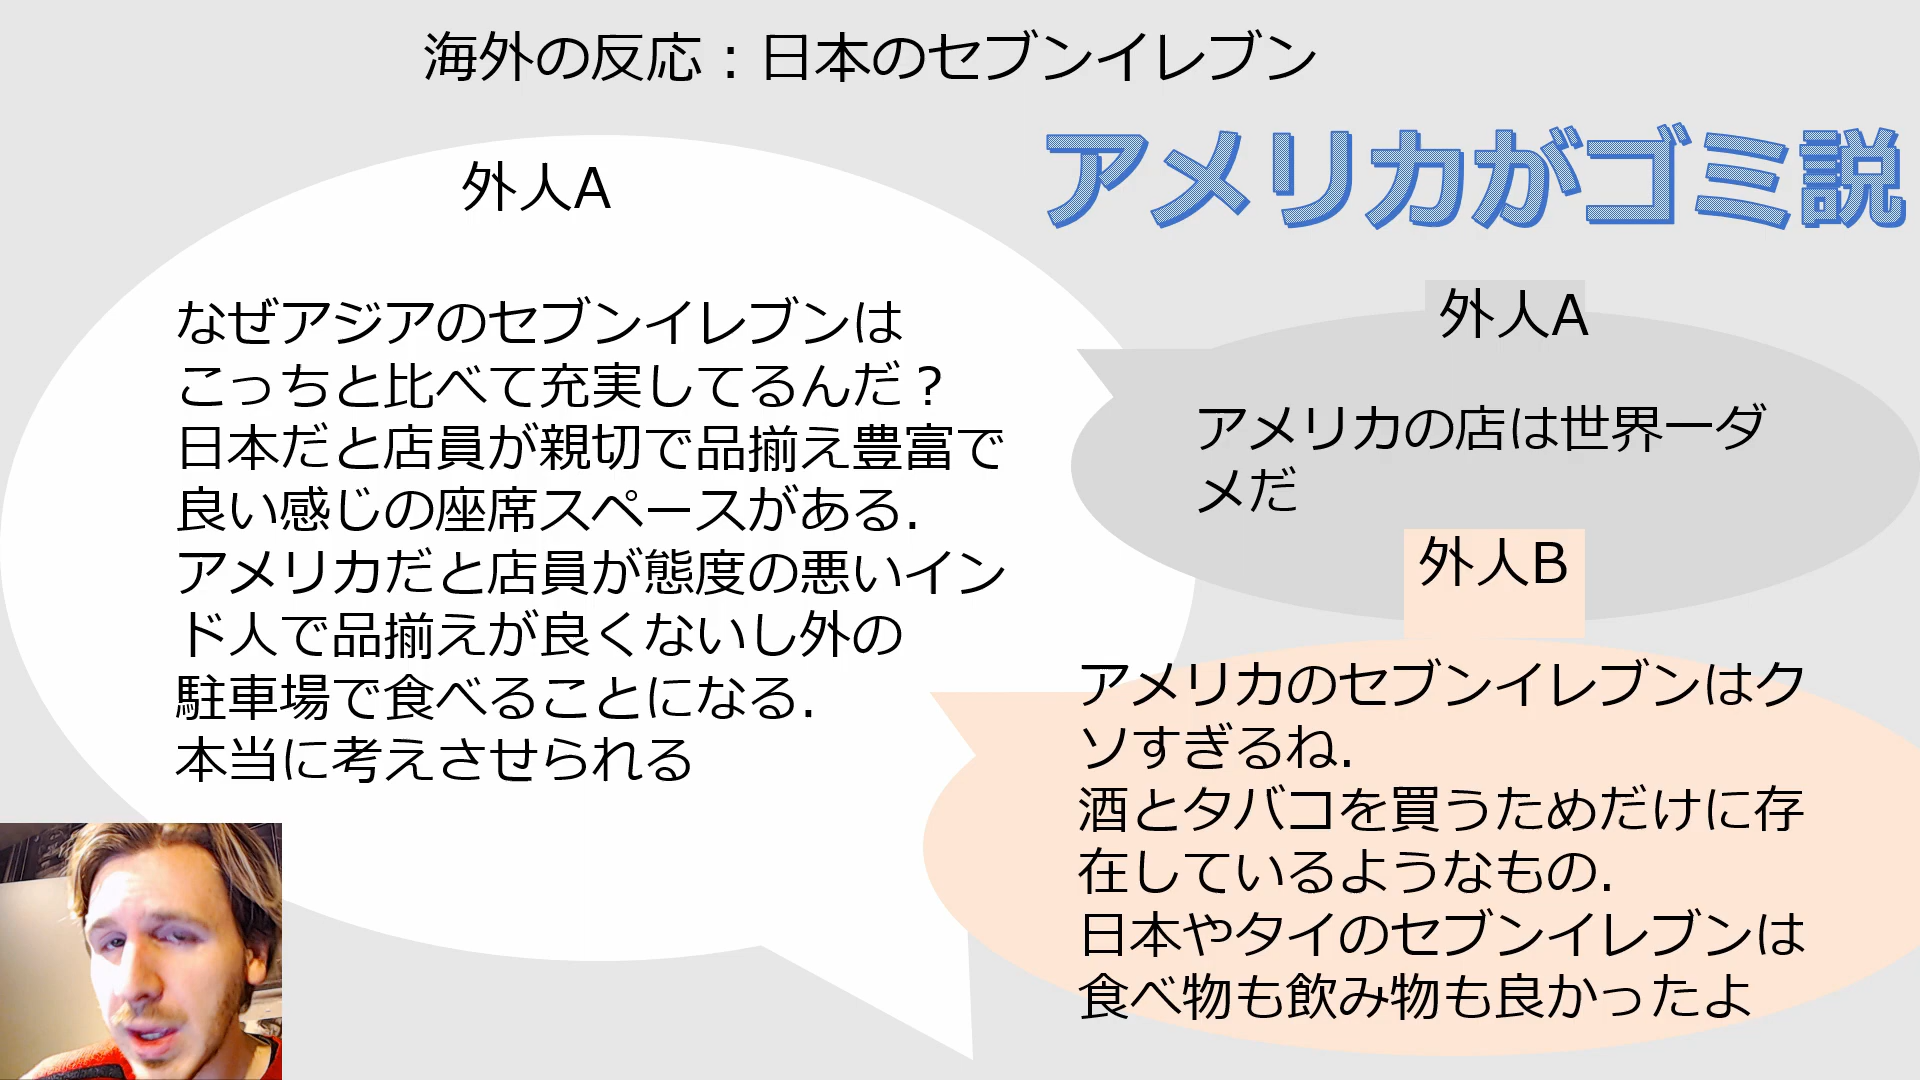 海外の反応：日本のセブンイレブン
アメリカがゴミ説
外人A
なぜアジアのセブンイレブンは
こっちと比べて充実してるんだ？
日本だと店員が親切で品揃え豊富で
良い感じの座席スペースがある.
アメリカだと店員が態度の悪いイン
ド人で品揃えが良くないし外の
駐車場で食べることになる.
本当に考えさせられる
外人A
アメリカの店は世界一ダ
メだ
外人B
アメリカのセブンイレブンはク
ソすぎるね.
酒とタバコを買うためだけに存
在しているようなもの.
日本やタイのセブンイレブンは
食べ物も飲み物も良かったよ